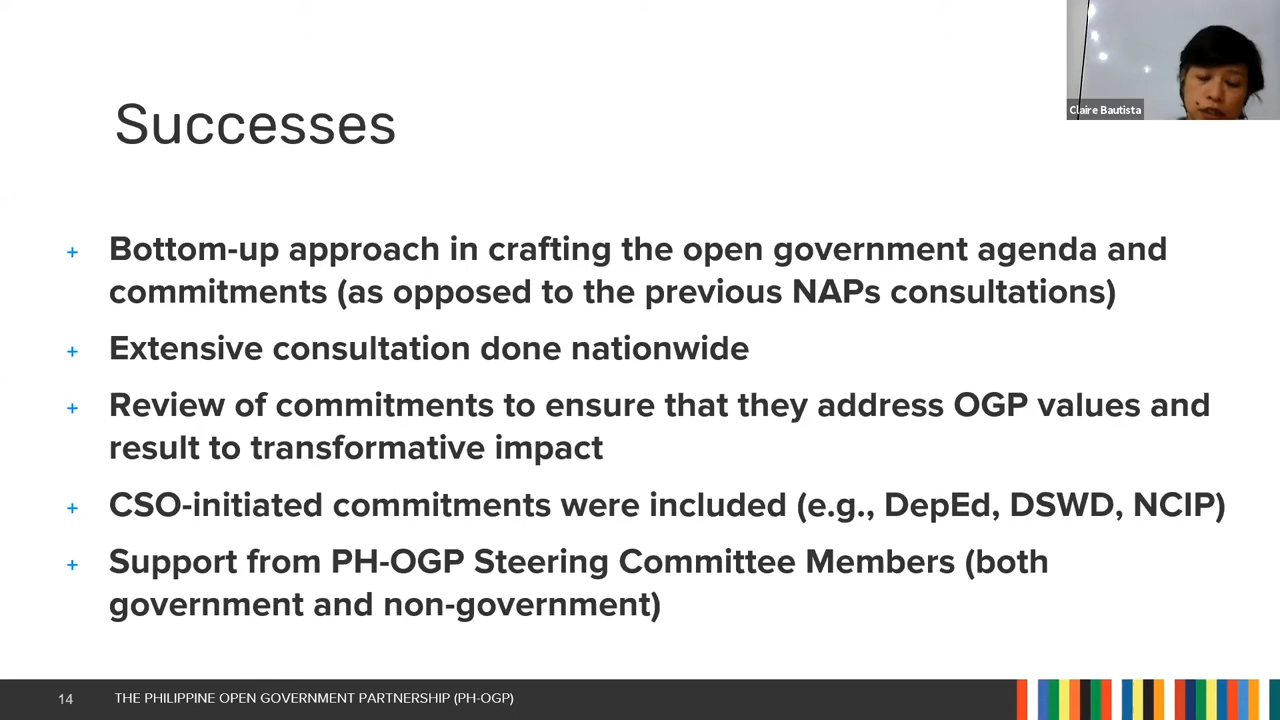 Claire Bautista
Successes
+ Bottom-up approach in crafting the open government agenda and
commitments (as opposed to the previous NAPs consultations)
+ Extensive consultation done nationwide
+ Review of commitments to ensure that they address OGP values and
result to transformative impact
+ CSO-initiated commitments were included (e.g., DepEd, DSWD, NCIP)
+ Support from PH-OGP Steering Committee Members (both
government and non-government)
14 THE PHILIPPINE OPEN GOVERNMENT PARTNERSHIP (PH-OGP)